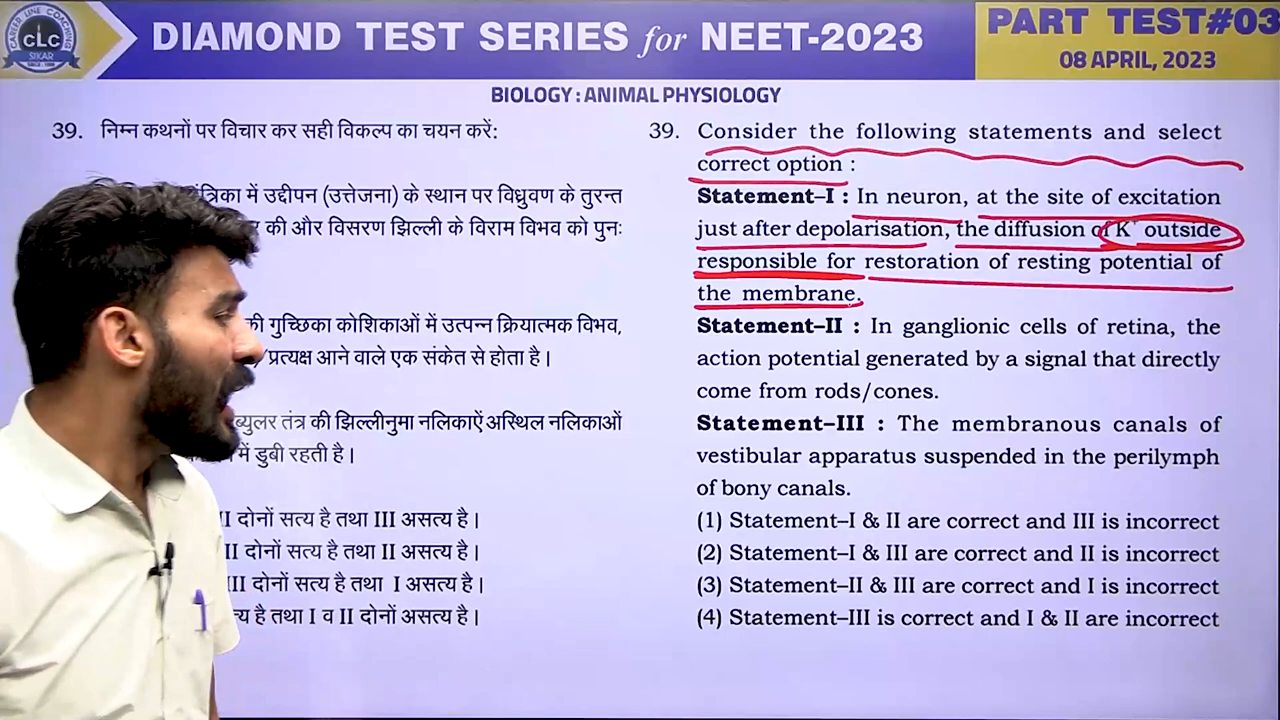 CAREER LINE COACHING
CLC
SIKAR
DIAMOND TEST SERIES for NEET-2023
PART TEST#03
08 APRIL, 2023
BIOLOGY : ANIMAL PHYSIOLOGY
39. निम्न कथनों पर विचार कर सही विकल्प का चयन करें:
में उद्दीपन (उत्तेजना) के स्थान पर विध्रुवण के तुरन्त
की और विसरण झिल्ली के विराम विभव को पुनः
की गुच्छिका कोशिकाओं में उत्पन्न क्रियात्मक विभव,
प्रत्यक्ष आने वाले एक संकेत से होता है।
तंत्र की झिल्लीनुमा नलिकाऐं अस्थिल नलिकाओं
में डुबी रहती है।
II दोनों सत्य है तथा III असत्य है।
दोनों सत्य है तथा II असत्य है।
III दोनों सत्य है तथा I असत्य है।
है तथा I व II दोनों असत्य है।
39. Consider the following statements and select
correct option :
Statement–I : In neuron, at the site of excitation
just after depolarisation, the diffusion of K⁺ outside
responsible for restoration of resting potential of
the membrane.
Statement–II : In ganglionic cells of retina, the
action potential generated by a signal that directly
come from rods/cones.
Statement–III : The membranous canals of
vestibular apparatus suspended in the perilymph
of bony canals.
(1) Statement–I & II are correct and III is incorrect
(2) Statement–I & III are correct and II is incorrect
(3) Statement–II & III are correct and I is incorrect
(4) Statement–III is correct and I & II are incorrect